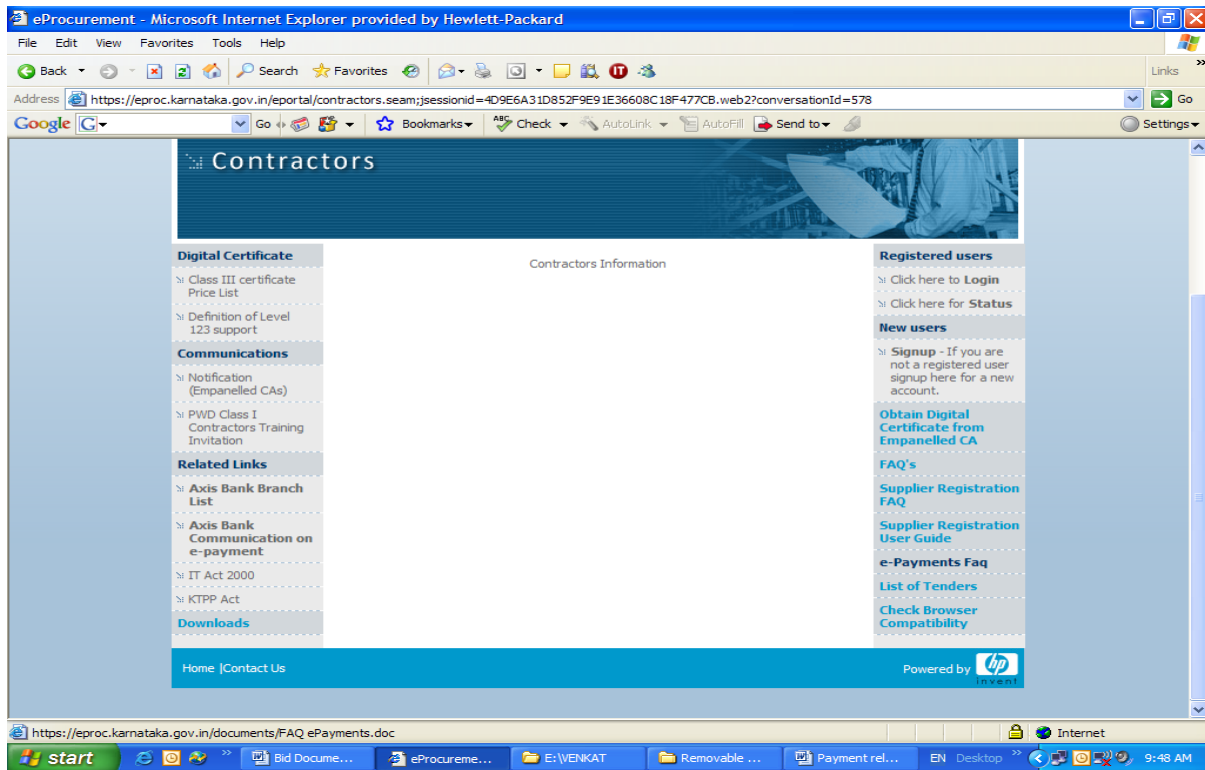 eProcurement - Microsoft Internet Explorer provided by Hewlett-Packard
File Edit View Favorites Tools Help
Back Search Favorites Links
Address https://eproc.karnataka.gov.in/eportal/contractors.seam;jsessionid=4D9E6A31D852F9E91E36608C18F477CB.web2?conversationId=578 Go
Google G Go Bookmarks ABC Check AutoLink AutoFill Send to Settings
Contractors
Digital Certificate
Class III certificate
Price List
Definition of Level
123 support
Communications
Notification
(Empanelled CAs)
PWD Class I
Contractors Training
Invitation
Related Links
Axis Bank Branch
List
Axis Bank
Communication on
e-payment
IT Act 2000
KTPP Act
Downloads
Contractors Information
Registered users
Click here to Login
Click here for Status
New users
Signup - If you are
not a registered user
signup here for a new
account.
Obtain Digital
Certificate from
Empanelled CA
FAQ's
Supplier Registration
FAQ
Supplier Registration
User Guide
e-Payments Faq
List of Tenders
Check Browser
Compatibility
Home |Contact Us
Powered by hp
invent
https://eproc.karnataka.gov.in/documents/FAQ ePayments.doc Internet
start Bid Docume... eProcureme... E:\VENKAT Removable ... Payment rel... EN Desktop 9:48 AM